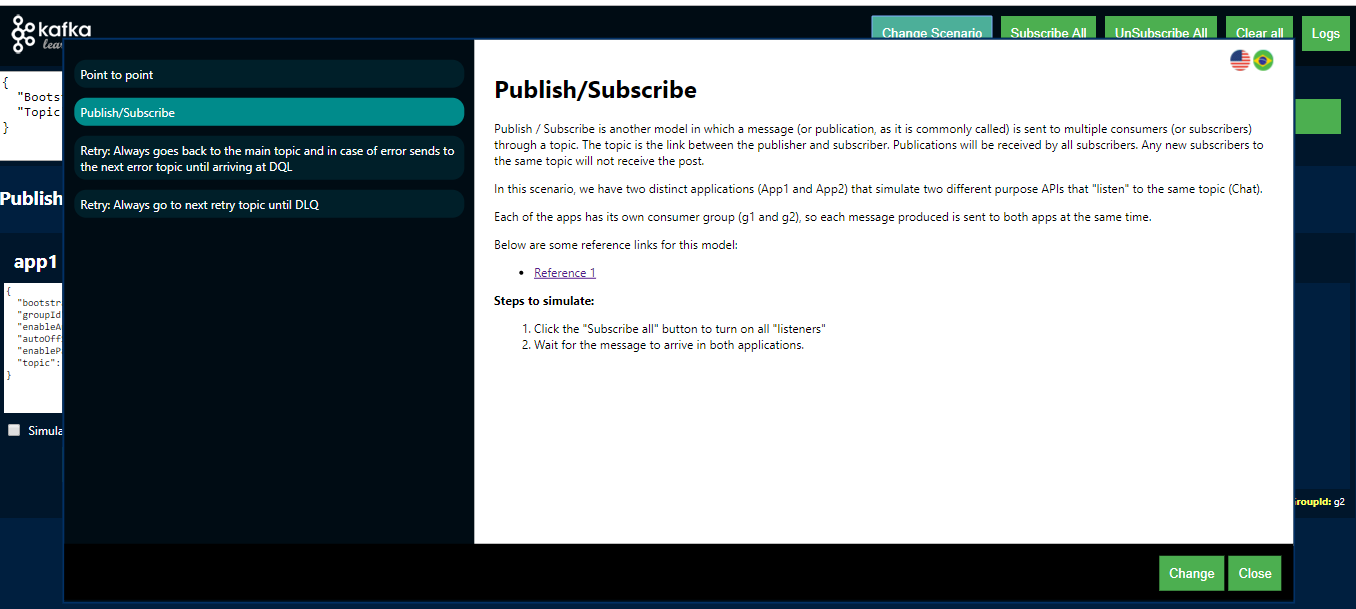 kafka
Change Scenario
Subscribe All
UnSubscribe All
Clear all
Logs
{
"Bootst
"Topic
}
Publish
app1
{
"bootstr
"groupId
"enableA
"autoOff
"enableP
"topic":
}
Simula
Point to point
Publish/Subscribe
Retry: Always goes back to the main topic and in case of error sends to
the next error topic until arriving at DQL
Retry: Always go to next retry topic until DLQ
Publish/Subscribe
Publish / Subscribe is another model in which a message (or publication, as it is commonly called) is sent to multiple consumers (or subscribers)
through a topic. The topic is the link between the publisher and subscriber. Publications will be received by all subscribers. Any new subscribers to
the same topic will not receive the post.
In this scenario, we have two distinct applications (App1 and App2) that simulate two different purpose APIs that "listen" to the same topic (Chat).
Each of the apps has its own consumer group (g1 and g2), so each message produced is sent to both apps at the same time.
Below are some reference links for this model:
• Reference 1
Steps to simulate:
1. Click the "Subscribe all" button to turn on all "listeners"
2. Wait for the message to arrive in both applications.
roupId: g2
Change
Close